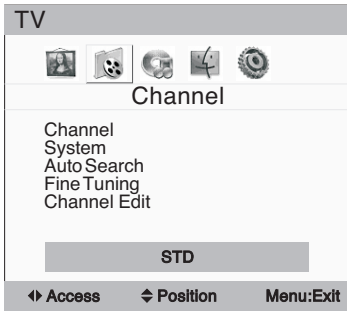 TV
Channel
Channel
System
Auto Search
Fine Tuning
Channel Edit
STD
Access Position Menu:Exit